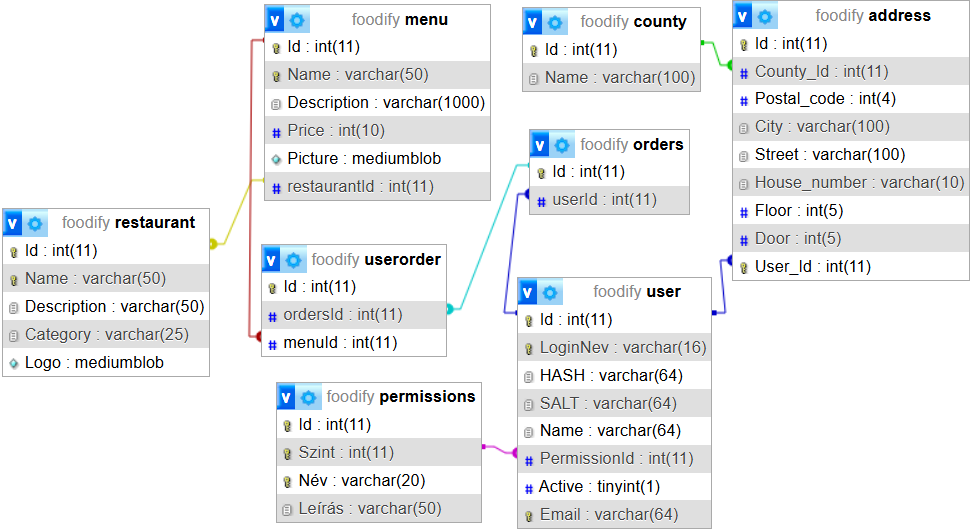 foodify menu
Id : int(11)
Name : varchar(50)
Description : varchar(1000)
Price : int(10)
Picture : mediumblob
restaurantId : int(11)
foodify county
Id : int(11)
Name : varchar(100)
foodify address
Id : int(11)
County_Id : int(11)
Postal_code : int(4)
City : varchar(100)
Street : varchar(100)
House_number : varchar(10)
Floor : int(5)
Door : int(5)
User_Id : int(11)
foodify orders
Id : int(11)
userId : int(11)
foodify restaurant
Id : int(11)
Name : varchar(50)
Description : varchar(50)
Category : varchar(25)
Logo : mediumblob
foodify userorder
Id : int(11)
ordersId : int(11)
menuId : int(11)
foodify user
Id : int(11)
LoginNev : varchar(16)
HASH : varchar(64)
SALT : varchar(64)
Name : varchar(64)
PermissionId : int(11)
Active : tinyint(1)
Email : varchar(64)
foodify permissions
Id : int(11)
Szint : int(11)
Név : varchar(20)
Leírás : varchar(50)